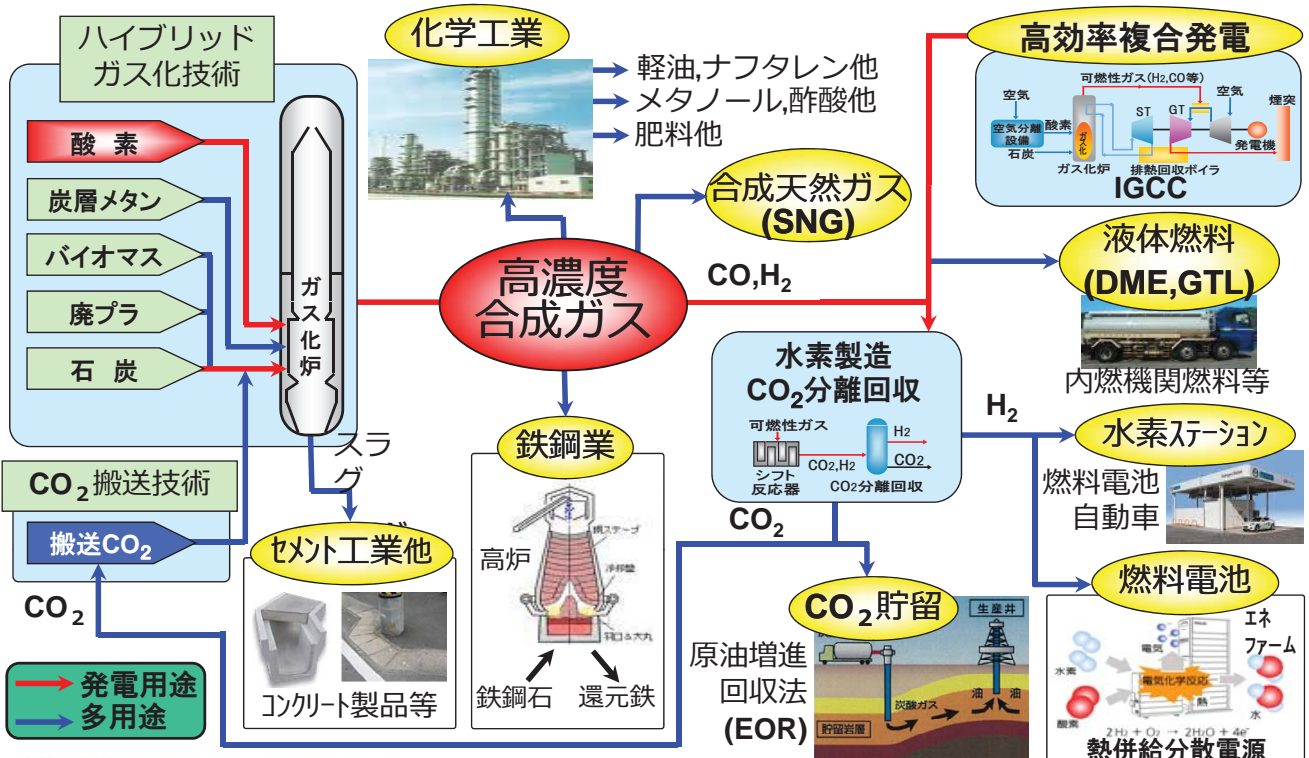 ハイブリッド
ガス化技術
酸 素
炭層メタン
バイオマス
廃プラ
石 炭
ガス化炉
スラ
グ
CO2搬送技術
搬送CO2
CO2
発電用途
多用途
化学工業
軽油,ナフタレン他
メタノール,酢酸他
肥料他
合成天然ガス
(SNG)
高濃度
合成ガス
CO,H2
セメント工業他
コンクリート製品等
鉄鋼業
高炉
羽口&大丸
鉄鋼石
還元鉄
高効率複合発電
可燃性ガス(H2,CO等)
空気
空気分離
設備
酸素
石炭
ガス化
ガス化炉
ST
GT
空気
煙突
発電機
排熱回収ボイラ
IGCC
液体燃料
(DME,GTL)
内燃機関燃料等
水素製造
CO2分離回収
可燃性ガス
シフト
反応器
CO2,H2
H2
CO2
CO2分離回収
H2
CO2
水素ステーション
燃料電池
自動車
CO2貯留
原油増進
回収法
(EOR)
生産井
油
油
炭酸ガス
貯留岩層
燃料電池
エネ
ファーム
水素
酸素
電気
電気化学反応
熱
水
2H2 + O2 → 2H2O + 4e-
熱併給分散電源